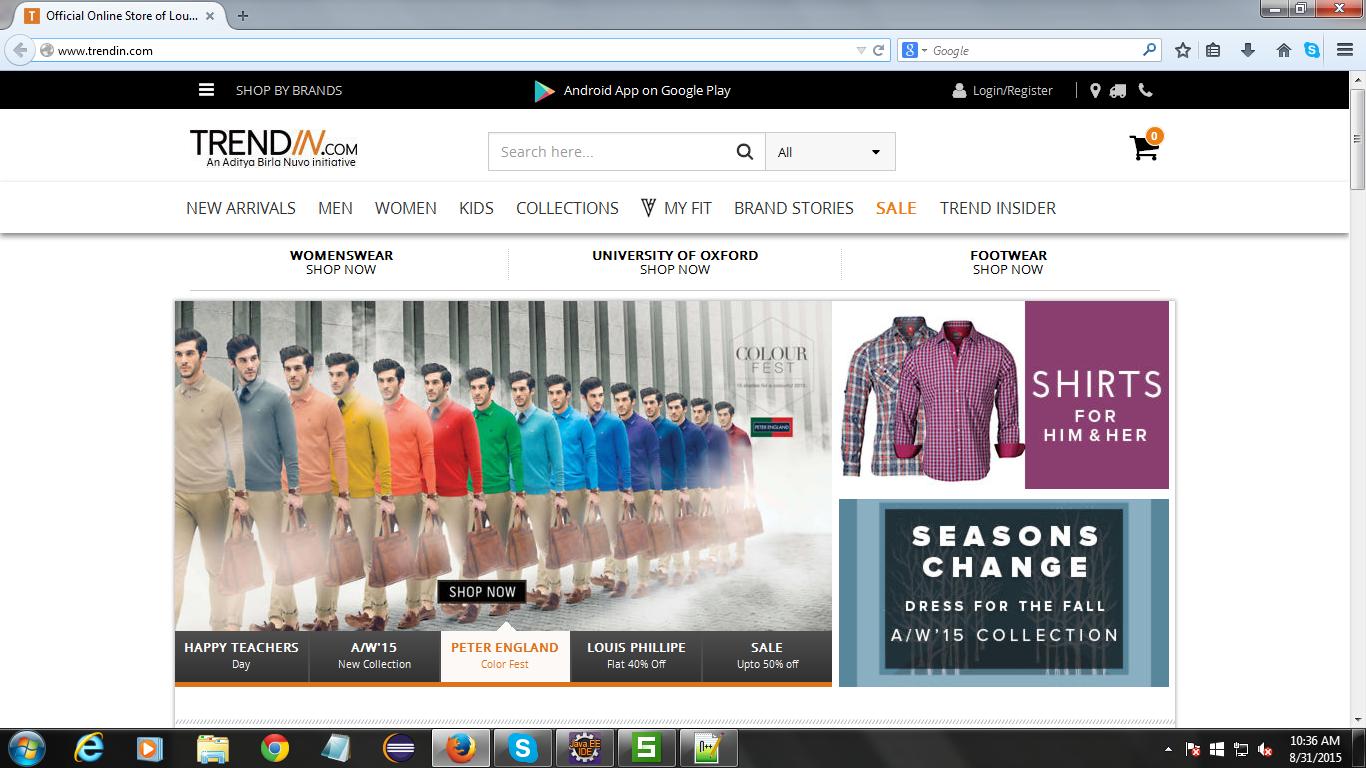 Official Online Store of Lou...
www.trendin.com
Google
SHOP BY BRANDS
Android App on Google Play
Login/Register
TRENDIN.COM
An Aditya Birla Nuvo initiative
Search here...
All
0
NEW ARRIVALS
MEN
WOMEN
KIDS
COLLECTIONS
MY FIT
BRAND STORIES
SALE
TREND INSIDER
WOMENSWEAR
SHOP NOW
UNIVERSITY OF OXFORD
SHOP NOW
FOOTWEAR
SHOP NOW
COLOUR
FEST
PETER ENGLAND
SHOP NOW
SHIRTS
FOR
HIM & HER
SEASONS
CHANGE
DRESS FOR THE FALL
A/W'15 COLLECTION
HAPPY TEACHERS
Day
A/W'15
New Collection
PETER ENGLAND
Color Fest
LOUIS PHILLIPE
Flat 40% Off
SALE
Upto 50% off
Java EE
IDE
10:36 AM
8/31/2015